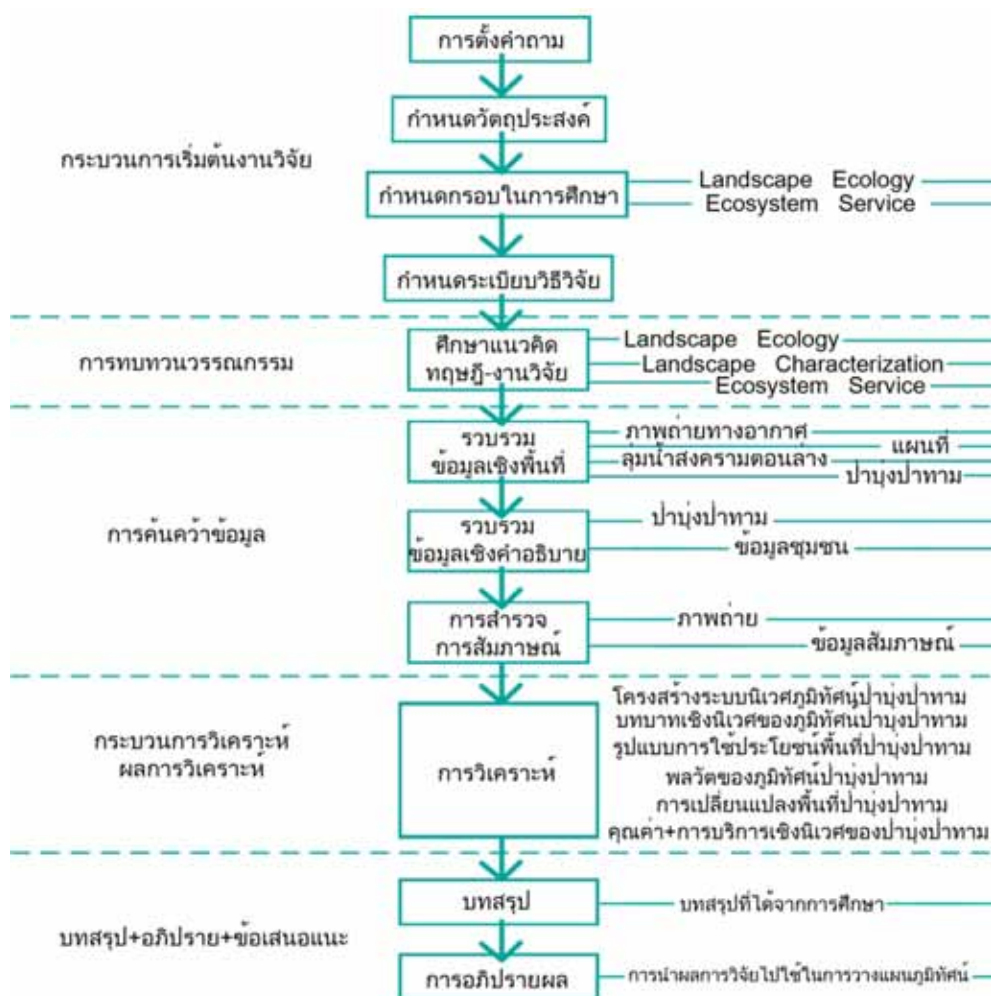 การตั้งคำถาม
กำหนดวัตถุประสงค์
กระบวนการเริ่มต้นงานวิจัย
กำหนดกรอบในการศึกษา
Landscape Ecology
Ecosystem Service
กำหนดระเบียบวิธีวิจัย
การทบทวนวรรณกรรม
ศึกษาแนวคิด
ทฤษฎี-งานวิจัย
Landscape Ecology
Landscape Characterization
Ecosystem Service
การค้นคว้าข้อมูล
รวบรวม
ข้อมูลเชิงพื้นที่
ภาพถ่ายทางอากาศ
แผนที่
ลุ่มน้ำสงครามตอนล่าง
ป่าบุ่งป่าทาม
รวบรวม
ข้อมูลเชิงคำอธิบาย
ป่าบุ่งป่าทาม
ข้อมูลชุมชน
การสำรวจ
การสัมภาษณ์
ภาพถ่าย
ข้อมูลสัมภาษณ์
กระบวนการวิเคราะห์
ผลการวิเคราะห์
การวิเคราะห์
โครงสร้างระบบนิเวศภูมิทัศน์ป่าบุ่งป่าทาม
บทบาทเชิงนิเวศของภูมิทัศน์ป่าบุ่งป่าทาม
รูปแบบการใช้ประโยชน์พื้นที่ป่าบุ่งป่าทาม
พลวัตของภูมิทัศน์ป่าบุ่งป่าทาม
การเปลี่ยนแปลงพื้นที่ป่าบุ่งป่าทาม
คุณค่า+การบริการเชิงนิเวศของป่าบุ่งป่าทาม
บทสรุป+อภิปราย+ข้อเสนอแนะ
บทสรุป
บทสรุปที่ได้จากการศึกษา
การอภิปรายผล
การนำผลการวิจัยไปใช้ในการวางแผนภูมิทัศน์